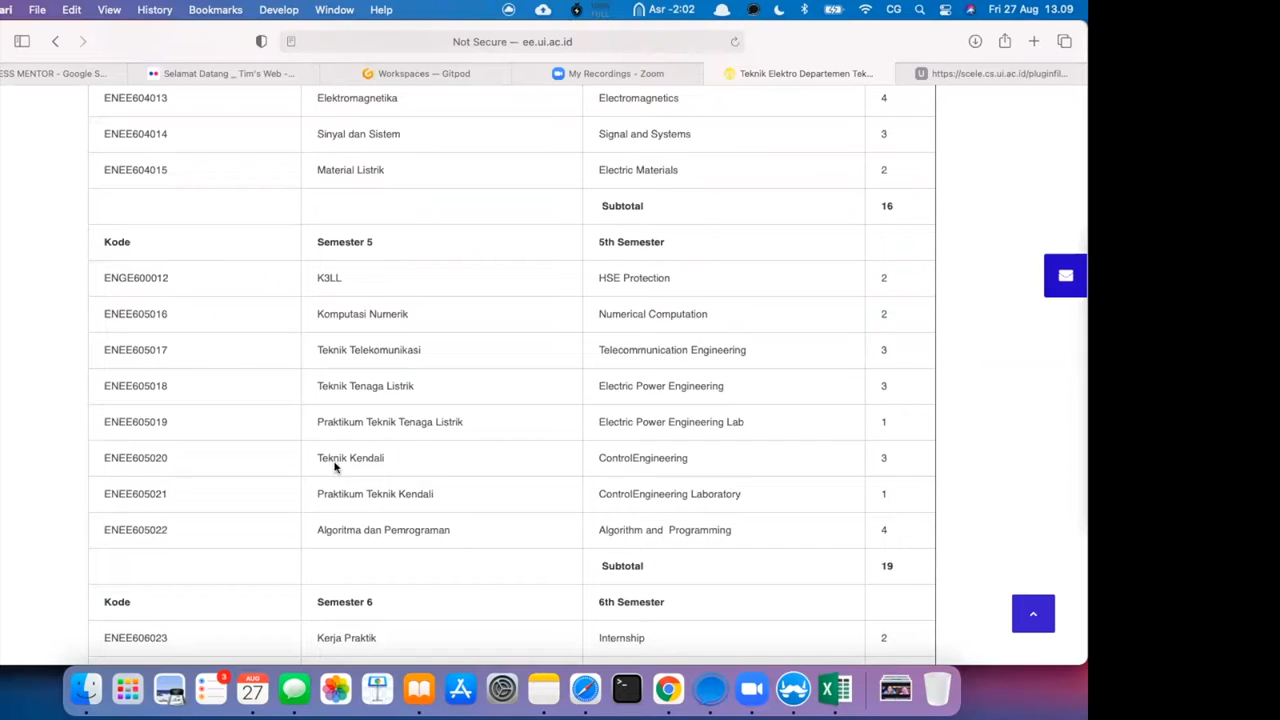 ari File Edit View History Bookmarks Develop Window Help FULL Asr -2:02 CG Fri 27 Aug 13.09
Not Secure — ee.ui.ac.id
ESS MENTOR - Google S... Selamat Datang _ Tim's Web -... Workspaces — Gitpod My Recordings - Zoom Teknik Elektro Departemen Tek... U https://scele.cs.ui.ac.id/pluginfil...
ENEE604013 Elektromagnetika Electromagnetics 4
ENEE604014 Sinyal dan Sistem Signal and Systems 3
ENEE604015 Material Listrik Electric Materials 2
Subtotal 16
Kode Semester 5 5th Semester
ENGE600012 K3LL HSE Protection 2
ENEE605016 Komputasi Numerik Numerical Computation 2
ENEE605017 Teknik Telekomunikasi Telecommunication Engineering 3
ENEE605018 Teknik Tenaga Listrik Electric Power Engineering 3
ENEE605019 Praktikum Teknik Tenaga Listrik Electric Power Engineering Lab 1
ENEE605020 Teknik Kendali ControlEngineering 3
ENEE605021 Praktikum Teknik Kendali ControlEngineering Laboratory 1
ENEE605022 Algoritma dan Pemrograman Algorithm and Programming 4
Subtotal 19
Kode Semester 6 6th Semester
ENEE606023 Kerja Praktik Internship 2
3
AUG
27